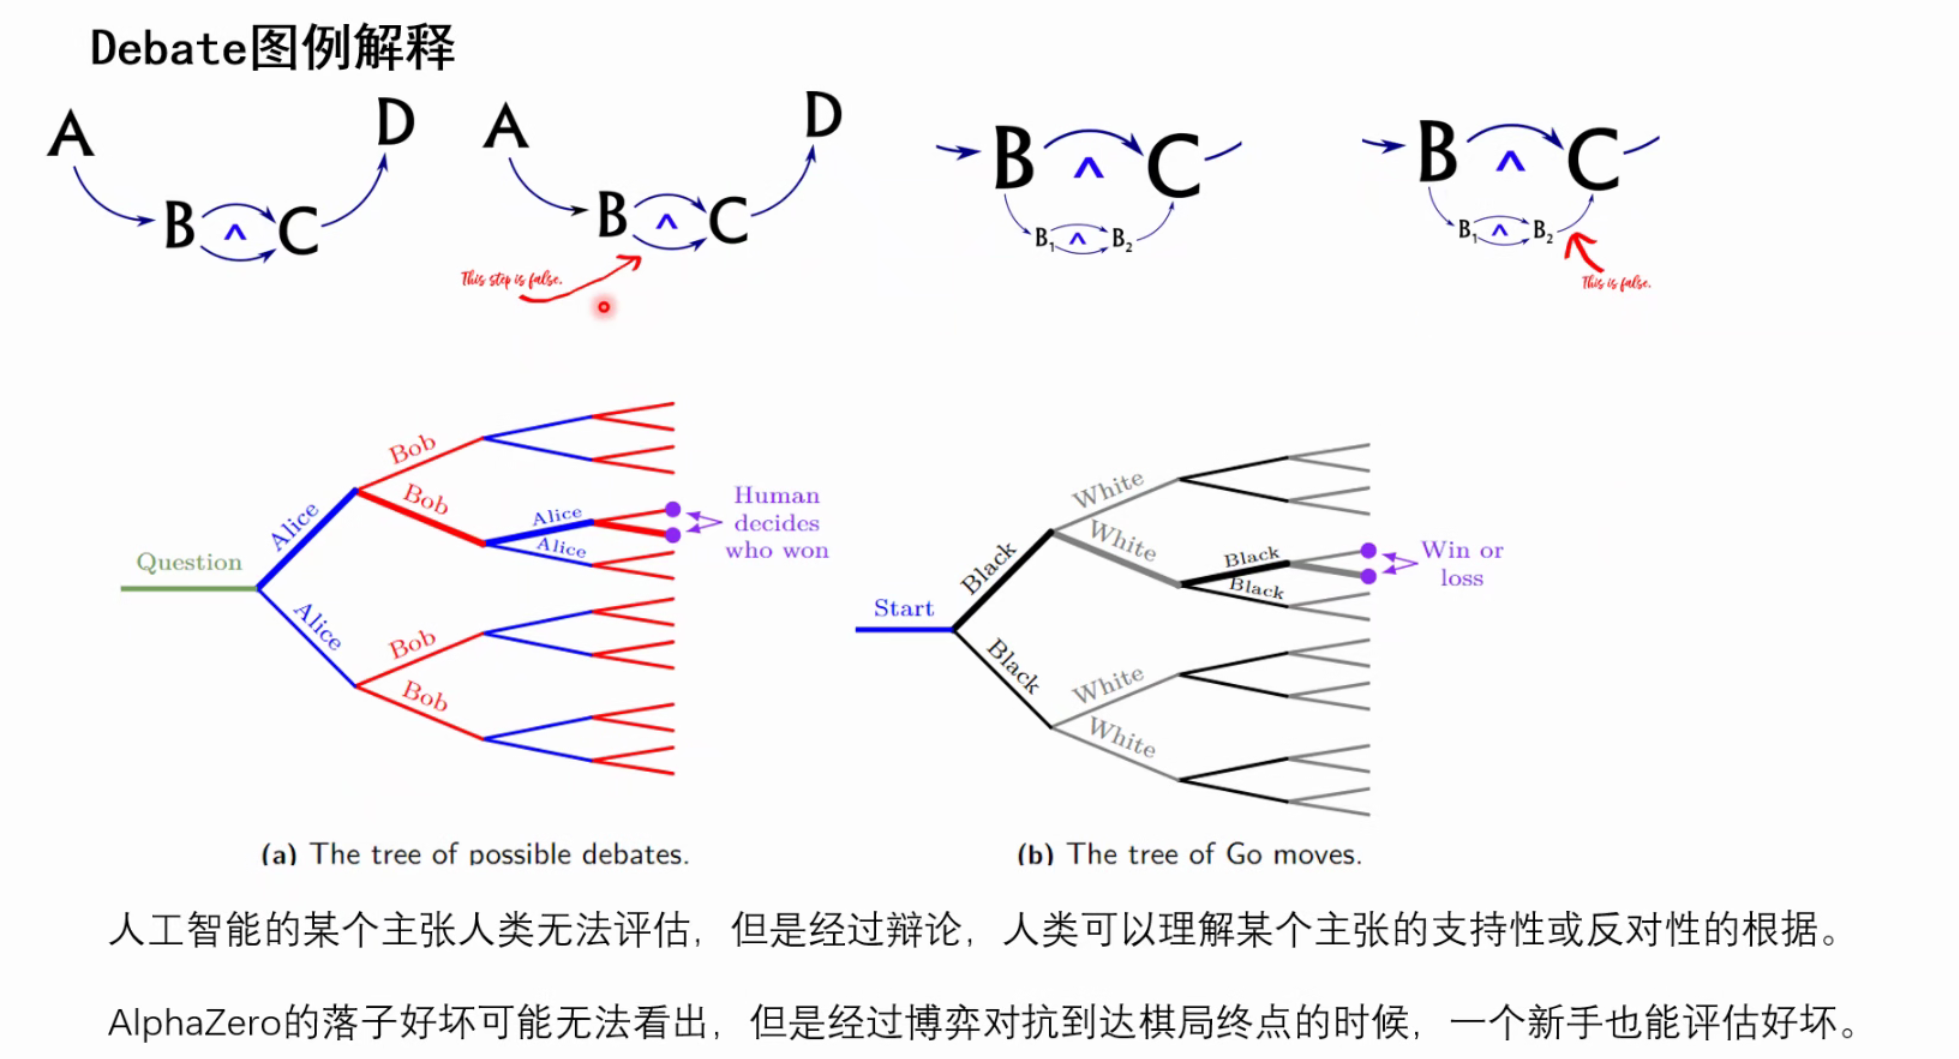 Debate图例解释
A B ^ C D
A B ^ C D
This step is false.
B ^ C
B1 ^ B2
B ^ C
B1 ^ B2
This is false.
Question
Alice
Alice
Bob
Bob
Bob
Bob
Alice
Alice
Human
decides
who won
(a) The tree of possible debates.
Start
Black
Black
White
White
White
White
Black
Black
Win or
loss
(b) The tree of Go moves.
人工智能的某个主张人类无法评估，但是经过辩论，人类可以理解某个主张的支持性或反对性的根据。
AlphaZero的落子好坏可能无法看出，但是经过博弈对抗到达棋局终点的时候，一个新手也能评估好坏。